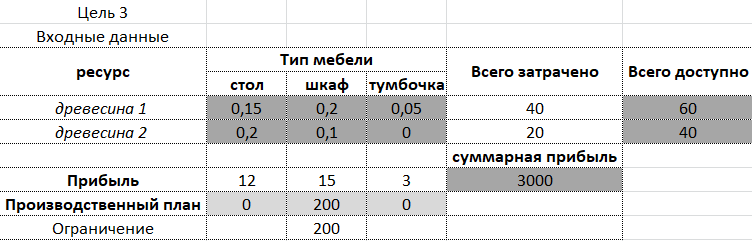 Цель 3
Входные данные
ресурс Тип мебели Всего затрачено Всего доступно
стол шкаф тумбочка
древесина 1 0,15 0,2 0,05 40 60
древесина 2 0,2 0,1 0 20 40
суммарная прибыль
Прибыль 12 15 3 3000
Производственный план 0 200 0
Ограничение 200